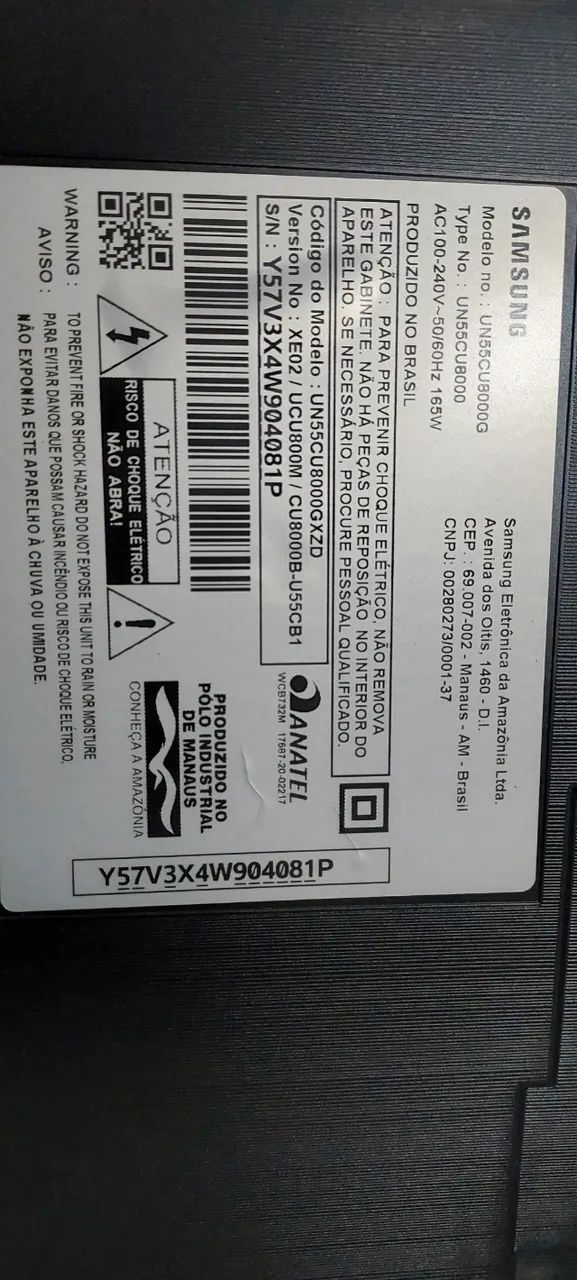 SAMSUNG
Modelo no. : UN55CU8000G
Type No. : UN55CU8000
AC100-240V~50/60Hz 165W
PRODUZIDO NO BRASIL
Samsung Eletrônica da Amazônia Ltda.
Avenida dos Oitis, 1460 - D.I.
CEP. : 69.007-002 - Manaus - AM - Brasil
CNPJ: 00280273/0001-37
ATENÇÃO : PARA PREVENIR CHOQUE ELÉTRICO, NÃO REMOVA
ESTE GABINETE. NÃO HÁ PEÇAS DE REPOSIÇÃO NO INTERIOR DO
APARELHO. SE NECESSÁRIO, PROCURE PESSOAL QUALIFICADO.
Código do Modelo : UN55CU8000GXZD
Version No : XE02 / UCU800M / CU8000B-U55CB1
S/N : Y57V3X4W904081P
ANATEL
WCB732M 17687-20-02217
ATENÇÃO
RISCO DE CHOQUE ELÉTRICO
NÃO ABRA!
PRODUZIDO NO
PÓLO INDUSTRIAL
DE MANAUS
CONHEÇA A AMAZÔNIA
Y57V3X4W904081P
WARNING : TO PREVENT FIRE OR SHOCK HAZARD DO NOT EXPOSE THIS UNIT TO RAIN OR MOISTURE
AVISO : PARA EVITAR DANOS QUE POSSAM CAUSAR INCÊNDIO OU RISCO DE CHOQUE ELÉTRICO,
NÃO EXPONHA ESTE APARELHO À CHUVA OU UMIDADE.